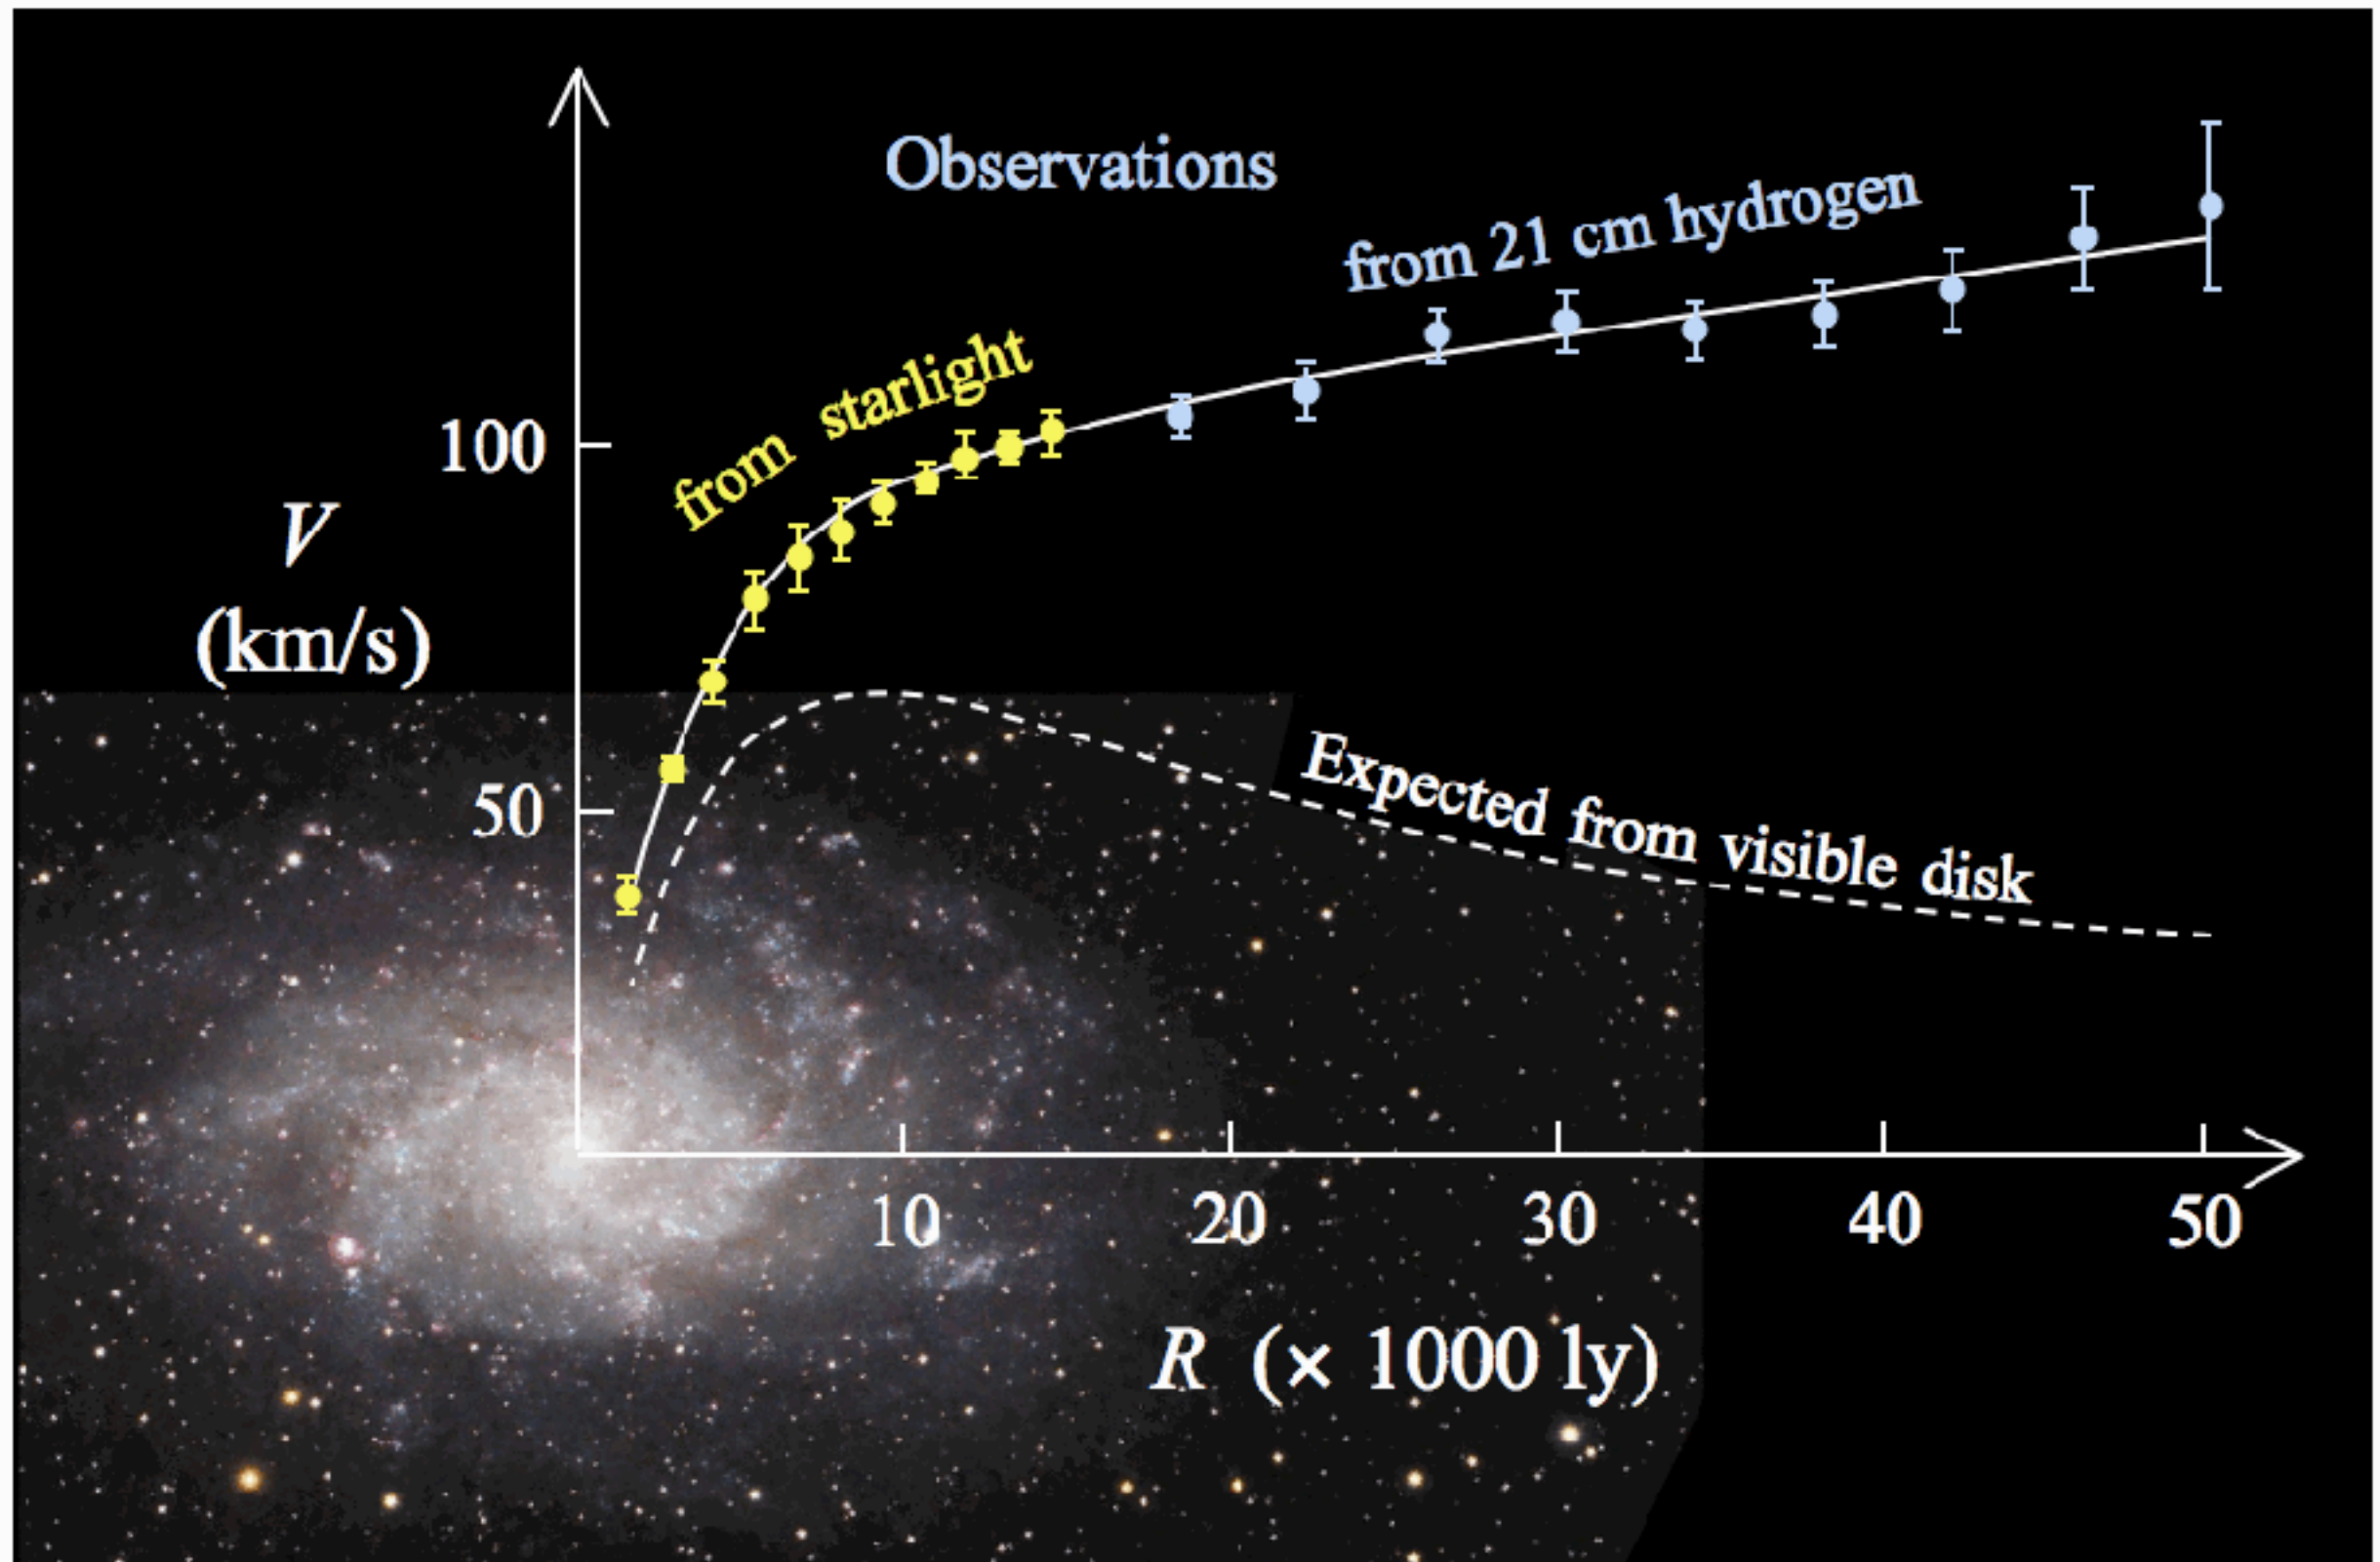 Observations
from 21 cm hydrogen
from starlight
100
V
(km/s)
50
Expected from visible disk
10 20 30 40 50
R (× 1000 ly)